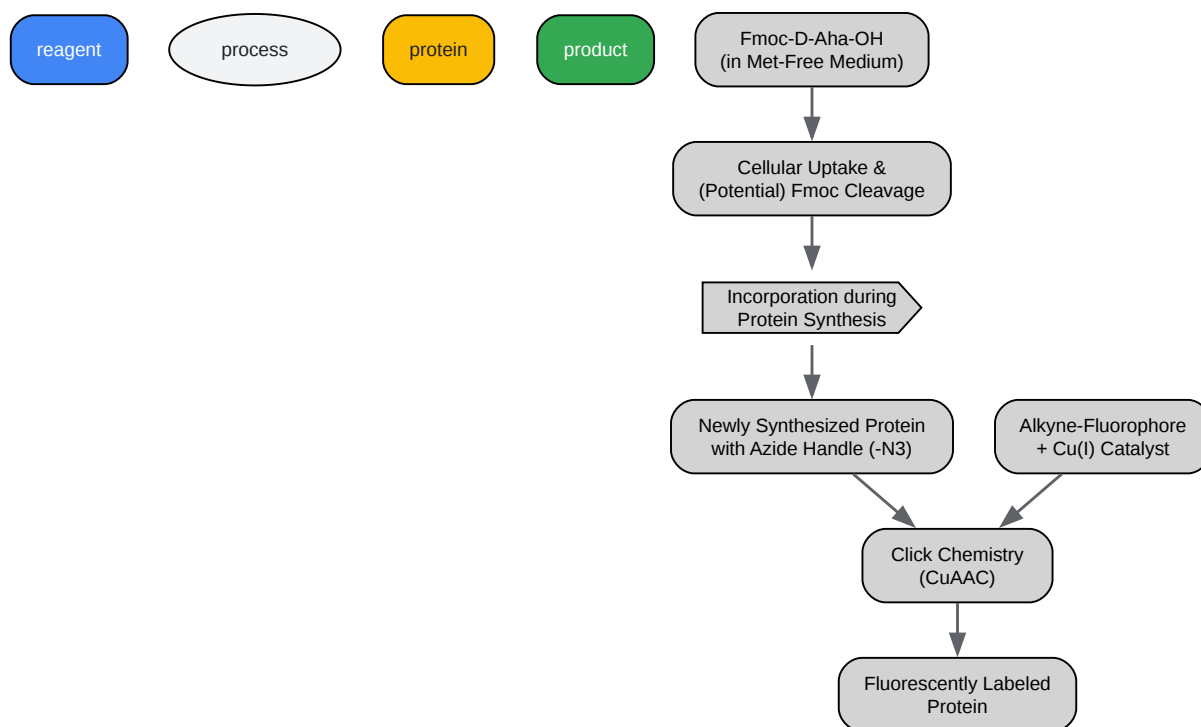 reagent
process
protein
product
Fmoc-D-Aha-OH
(in Met-Free Medium)
Cellular Uptake &
(Potential) Fmoc Cleavage
Incorporation during
Protein Synthesis
Newly Synthesized Protein
with Azide Handle (-N3)
Alkyne-Fluorophore
+ Cu(I) Catalyst
Click Chemistry
(CuAAC)
Fluorescently Labeled
Protein